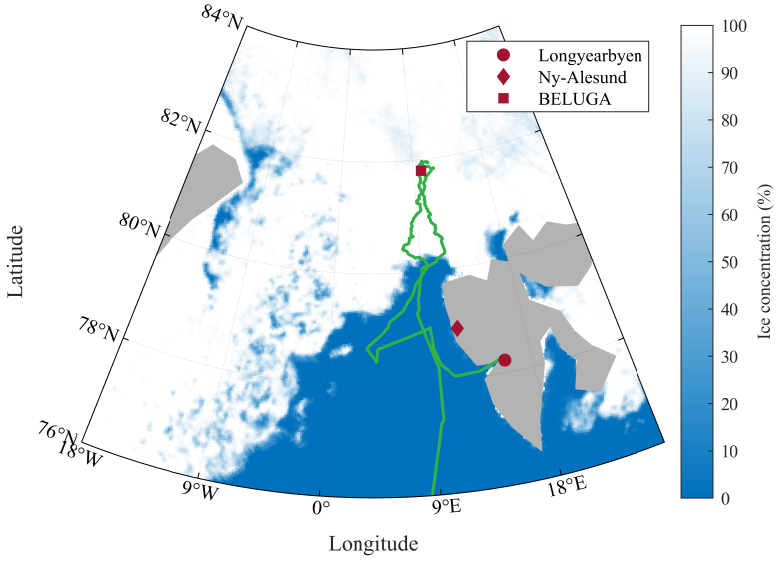 84°N
82°N
80°N
78°N
76°N
18°W
9°W
0°
9°E
18°E
Latitude
Longitude
Longyearbyen
Ny-Alesund
BELUGA
100
90
80
70
60
50
40
30
20
10
0
Ice concentration (%)